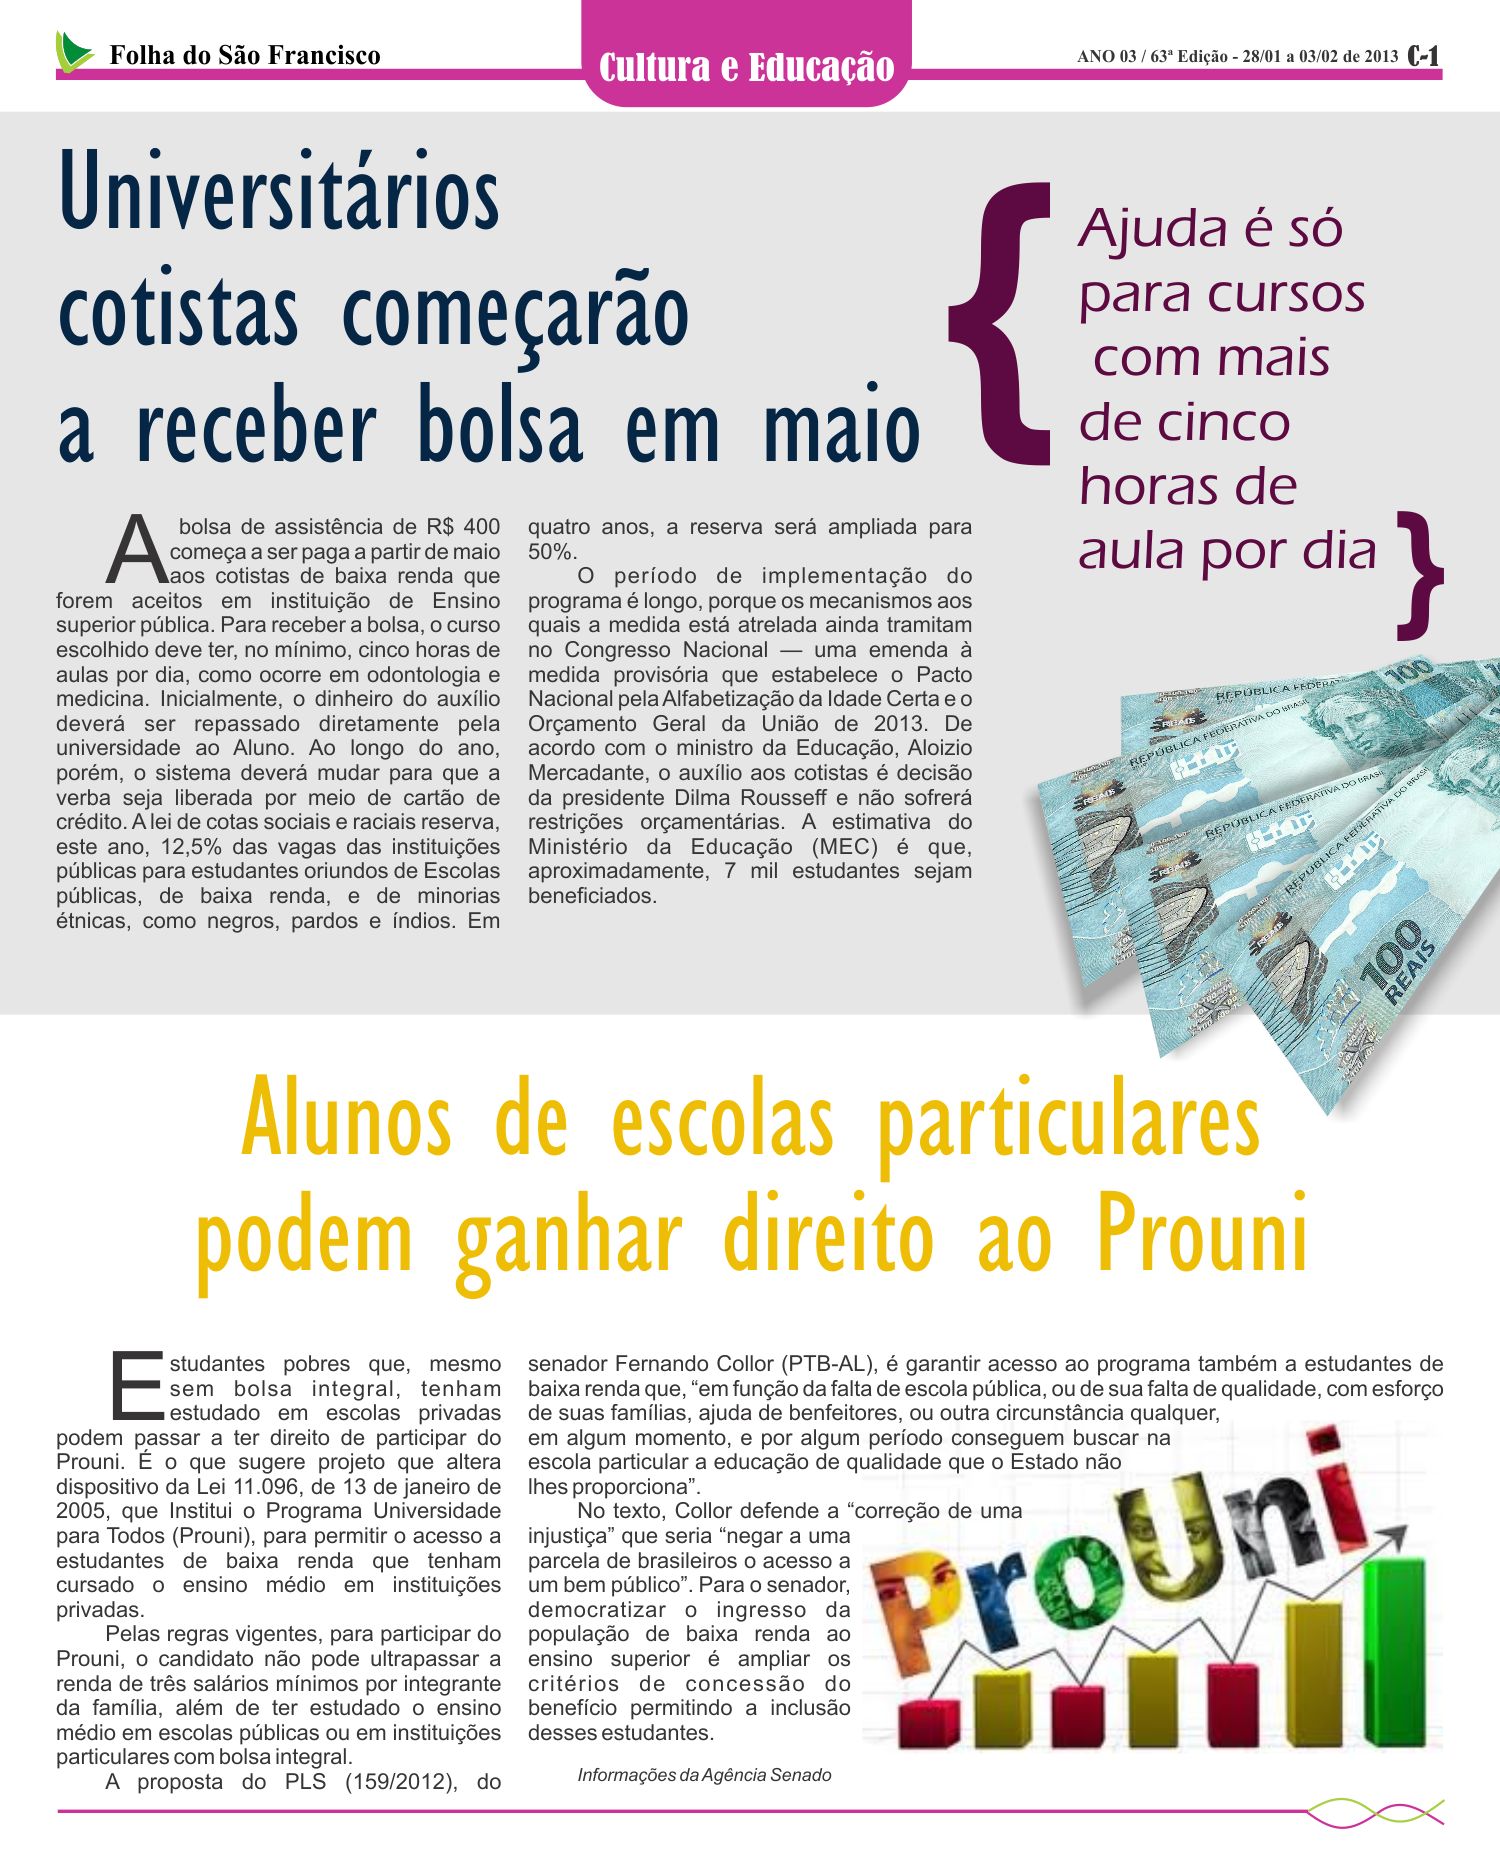 Folha do São Francisco
Cultura e Educação
ANO 03 / 63ª Edição - 28/01 a 03/02 de 2013 C-1
Universitários
cotistas começarão
a receber bolsa em maio
Ajuda é só
para cursos
com mais
de cinco
horas de
aula por dia
A bolsa de assistência de R$ 400
começa a ser paga a partir de maio
aos cotistas de baixa renda que
forem aceitos em instituição de Ensino
superior pública. Para receber a bolsa, o curso
escolhido deve ter, no mínimo, cinco horas de
aulas por dia, como ocorre em odontologia e
medicina. Inicialmente, o dinheiro do auxílio
deverá ser repassado diretamente pela
universidade ao Aluno. Ao longo do ano,
porém, o sistema deverá mudar para que a
verba seja liberada por meio de cartão de
crédito. A lei de cotas sociais e raciais reserva,
este ano, 12,5% das vagas das instituições
públicas para estudantes oriundos de Escolas
públicas, de baixa renda, e de minorias
étnicas, como negros, pardos e índios. Em
quatro anos, a reserva será ampliada para
50%.
O período de implementação do
programa é longo, porque os mecanismos aos
quais a medida está atrelada ainda tramitam
no Congresso Nacional — uma emenda à
medida provisória que estabelece o Pacto
Nacional pela Alfabetização da Idade Certa e o
Orçamento Geral da União de 2013. De
acordo com o ministro da Educação, Aloizio
Mercadante, o auxílio aos cotistas é decisão
da presidente Dilma Rousseff e não sofrerá
restrições orçamentárias. A estimativa do
Ministério da Educação (MEC) é que,
aproximadamente, 7 mil estudantes sejam
beneficiados.
REPÚBLICA FEDERA
100
REPÚBLICA FEDERATIVA DO BRASIL
REPÚBLICA FEDERATIVA DO BRASIL
REPÚBLICA FEDERATIVA DO BRASIL
100
REAIS
Alunos de escolas particulares
podem ganhar direito ao Prouni
Estudantes pobres que, mesmo
sem bolsa integral, tenham
estudado em escolas privadas
podem passar a ter direito de participar do
Prouni. É o que sugere projeto que altera
dispositivo da Lei 11.096, de 13 de janeiro de
2005, que Institui o Programa Universidade
para Todos (Prouni), para permitir o acesso a
estudantes de baixa renda que tenham
cursado o ensino médio em instituições
privadas.
Pelas regras vigentes, para participar do
Prouni, o candidato não pode ultrapassar a
renda de três salários mínimos por integrante
da família, além de ter estudado o ensino
médio em escolas públicas ou em instituições
particulares com bolsa integral.
A proposta do PLS (159/2012), do
senador Fernando Collor (PTB-AL), é garantir acesso ao programa também a estudantes de
baixa renda que, “em função da falta de escola pública, ou de sua falta de qualidade, com esforço
de suas famílias, ajuda de benfeitores, ou outra circunstância qualquer,
em algum momento, e por algum período conseguem buscar na
escola particular a educação de qualidade que o Estado não
lhes proporciona”.
No texto, Collor defende a “correção de uma
injustiça” que seria “negar a uma
parcela de brasileiros o acesso a
um bem público”. Para o senador,
democratizar o ingresso da
população de baixa renda ao
ensino superior é ampliar os
critérios de concessão do
benefício permitindo a inclusão
desses estudantes.
Informações da Agência Senado
ProUni